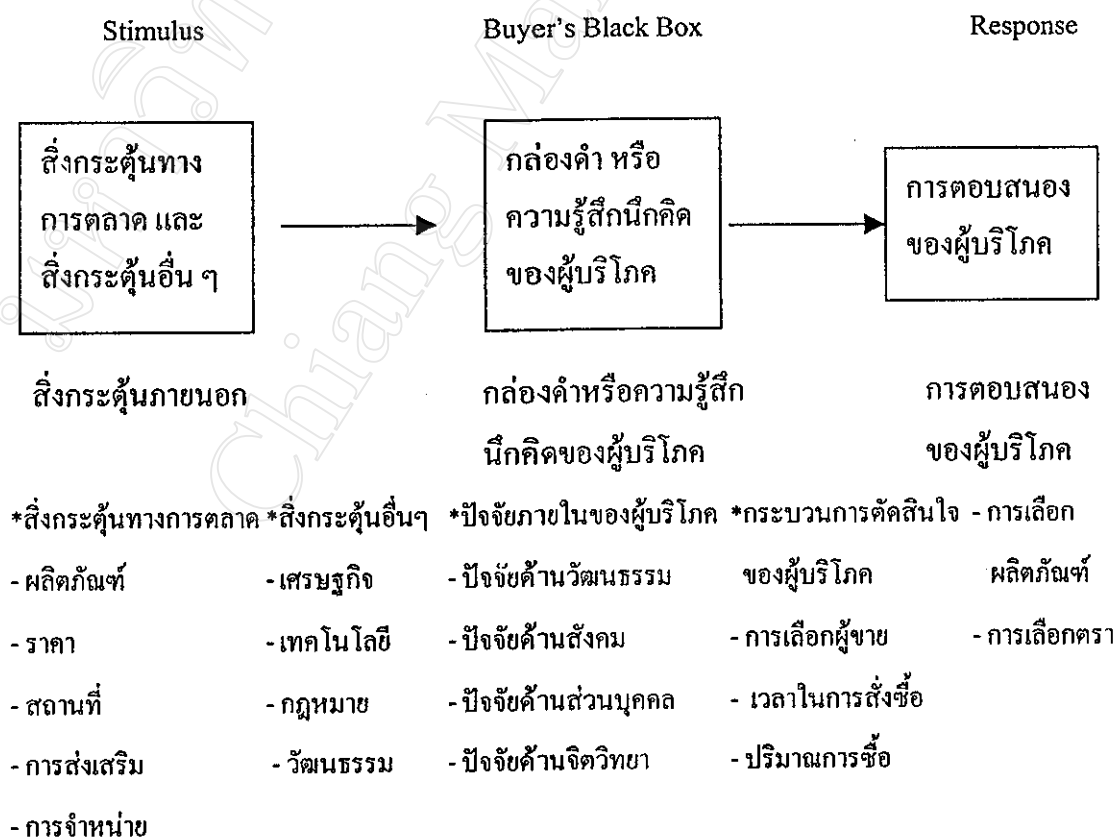 Stimulus Buyer's Black Box Response
สิ่งกระตุ้นทาง
การตลาด และ
สิ่งกระตุ้นอื่น ๆ
กล่องดำ หรือ
ความรู้สึกนึกคิด
ของผู้บริโภค
การตอบสนอง
ของผู้บริโภค
สิ่งกระตุ้นภายนอก
กล่องดำหรือความรู้สึก
นึกคิดของผู้บริโภค
การตอบสนอง
ของผู้บริโภค
*สิ่งกระตุ้นทางการตลาด *สิ่งกระตุ้นอื่นๆ *ปัจจัยภายในของผู้บริโภค *กระบวนการตัดสินใจ - การเลือก
- ผลิตภัณฑ์ - เศรษฐกิจ - ปัจจัยด้านวัฒนธรรม ของผู้บริโภค ผลิตภัณฑ์
- ราคา - เทคโนโลยี - ปัจจัยด้านสังคม - การเลือกผู้ขาย - การเลือกตรา
- สถานที่ - กฎหมาย - ปัจจัยด้านส่วนบุคคล - เวลาในการสั่งซื้อ
- การส่งเสริม - วัฒนธรรม - ปัจจัยด้านจิตวิทยา - ปริมาณการซื้อ
- การจำหน่าย
Chiang